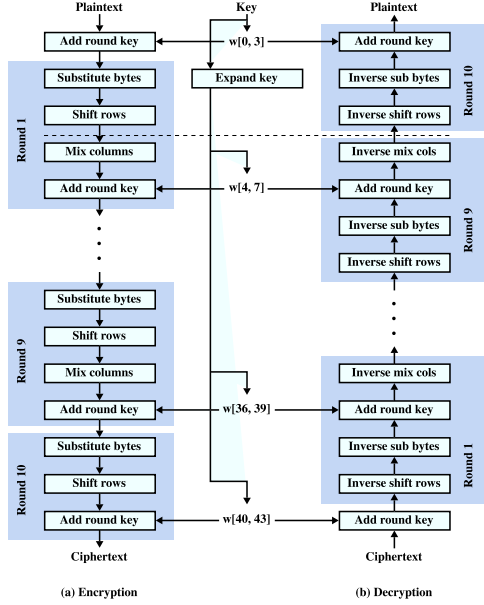 Plaintext
Key
Plaintext
Add round key
w[0, 3]
Add round key
Substitute bytes
Expand key
Inverse sub bytes
Round 10
Shift rows
Inverse shift rows
Round 1
Mix columns
Inverse mix cols
Add round key
w[4, 7]
Add round key
Round 9
Inverse sub bytes
Inverse shift rows
Substitute bytes
Shift rows
Round 9
Mix columns
Inverse mix cols
Add round key
w[36, 39]
Add round key
Substitute bytes
Inverse sub bytes
Round 1
Round 10
Shift rows
Inverse shift rows
Add round key
w[40, 43]
Add round key
Ciphertext
Ciphertext
(a) Encryption
(b) Decryption